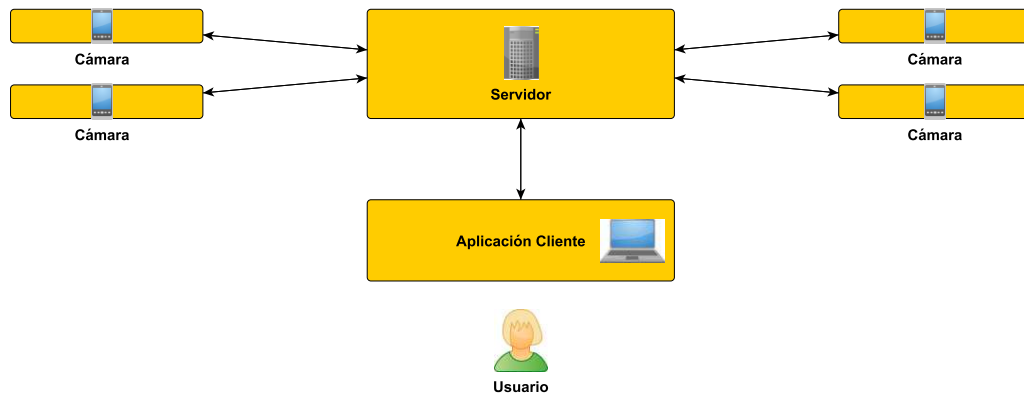 Cámara
Cámara
Servidor
Cámara
Cámara
Aplicación Cliente
Usuario